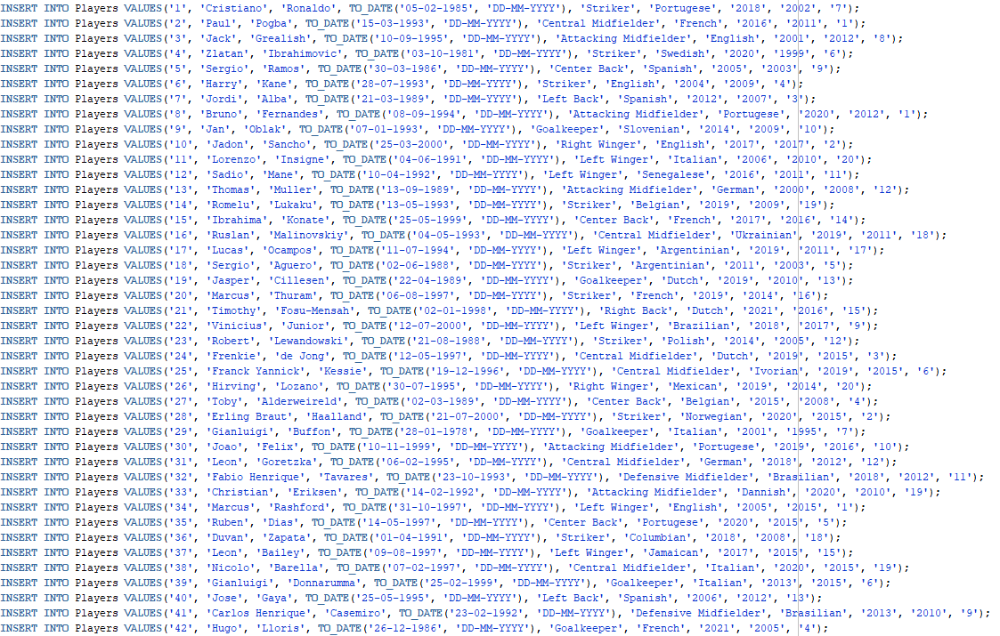 INSERT INTO Players VALUES('1', 'Cristiano', 'Ronaldo', TO_DATE('05-02-1985', 'DD-MM-YYYY'), 'Striker', 'Portugese', '2018', '2002', '7');
INSERT INTO Players VALUES('2', 'Paul', 'Pogba', TO_DATE('15-03-1993', 'DD-MM-YYYY'), 'Central Midfielder', 'French', '2016', '2011', '1');
INSERT INTO Players VALUES('3', 'Jack', 'Grealish', TO_DATE('10-09-1995', 'DD-MM-YYYY'), 'Attacking Midfielder', 'English', '2001', '2012', '8');
INSERT INTO Players VALUES('4', 'Zlatan', 'Ibrahimovic', TO_DATE('03-10-1981', 'DD-MM-YYYY'), 'Striker', 'Swedish', '2020', '1999', '6');
INSERT INTO Players VALUES('5', 'Sergio', 'Ramos', TO_DATE('30-03-1986', 'DD-MM-YYYY'), 'Center Back', 'Spanish', '2005', '2003', '9');
INSERT INTO Players VALUES('6', 'Harry', 'Kane', TO_DATE('28-07-1993', 'DD-MM-YYYY'), 'Striker', 'English', '2004', '2009', '4');
INSERT INTO Players VALUES('7', 'Jordi', 'Alba', TO_DATE('21-03-1989', 'DD-MM-YYYY'), 'Left Back', 'Spanish', '2012', '2007', '3');
INSERT INTO Players VALUES('8', 'Bruno', 'Fernandes', TO_DATE('08-09-1994', 'DD-MM-YYYY'), 'Attacking Midfielder', 'Portugese', '2020', '2012', '1');
INSERT INTO Players VALUES('9', 'Jan', 'Oblak', TO_DATE('07-01-1993', 'DD-MM-YYYY'), 'Goalkeeper', 'Slovenian', '2014', '2009', '10');
INSERT INTO Players VALUES('10', 'Jadon', 'Sancho', TO_DATE('25-03-2000', 'DD-MM-YYYY'), 'Right Winger', 'English', '2017', '2017', '2');
INSERT INTO Players VALUES('11', 'Lorenzo', 'Insigne', TO_DATE('04-06-1991', 'DD-MM-YYYY'), 'Left Winger', 'Italian', '2006', '2010', '20');
INSERT INTO Players VALUES('12', 'Sadio', 'Mane', TO_DATE('10-04-1992', 'DD-MM-YYYY'), 'Left Winger', 'Senegalese', '2016', '2011', '11');
INSERT INTO Players VALUES('13', 'Thomas', 'Muller', TO_DATE('13-09-1989', 'DD-MM-YYYY'), 'Attacking Midfielder', 'German', '2000', '2008', '12');
INSERT INTO Players VALUES('14', 'Romelu', 'Lukaku', TO_DATE('13-05-1993', 'DD-MM-YYYY'), 'Striker', 'Belgian', '2019', '2009', '19');
INSERT INTO Players VALUES('15', 'Ibrahima', 'Konate', TO_DATE('25-05-1999', 'DD-MM-YYYY'), 'Center Back', 'French', '2017', '2016', '14');
INSERT INTO Players VALUES('16', 'Ruslan', 'Malinovskiy', TO_DATE('04-05-1993', 'DD-MM-YYYY'), 'Central Midfielder', 'Ukrainian', '2019', '2011', '18');
INSERT INTO Players VALUES('17', 'Lucas', 'Ocampos', TO_DATE('11-07-1994', 'DD-MM-YYYY'), 'Left Winger', 'Argentinian', '2019', '2011', '17');
INSERT INTO Players VALUES('18', 'Sergio', 'Aguero', TO_DATE('02-06-1988', 'DD-MM-YYYY'), 'Striker', 'Argentinian', '2011', '2003', '5');
INSERT INTO Players VALUES('19', 'Jasper', 'Cillesen', TO_DATE('22-04-1989', 'DD-MM-YYYY'), 'Goalkeeper', 'Dutch', '2019', '2010', '13');
INSERT INTO Players VALUES('20', 'Marcus', 'Thuram', TO_DATE('06-08-1997', 'DD-MM-YYYY'), 'Striker', 'French', '2019', '2014', '16');
INSERT INTO Players VALUES('21', 'Timothy', 'Fosu-Mensah', TO_DATE('02-01-1998', 'DD-MM-YYYY'), 'Right Back', 'Dutch', '2021', '2016', '15');
INSERT INTO Players VALUES('22', 'Vinicius', 'Junior', TO_DATE('12-07-2000', 'DD-MM-YYYY'), 'Left Winger', 'Brazilian', '2018', '2017', '9');
INSERT INTO Players VALUES('23', 'Robert', 'Lewandowski', TO_DATE('21-08-1988', 'DD-MM-YYYY'), 'Striker', 'Polish', '2014', '2005', '12');
INSERT INTO Players VALUES('24', 'Frenkie', 'de Jong', TO_DATE('12-05-1997', 'DD-MM-YYYY'), 'Central Midfielder', 'Dutch', '2019', '2015', '3');
INSERT INTO Players VALUES('25', 'Franck Yannick', 'Kessie', TO_DATE('19-12-1996', 'DD-MM-YYYY'), 'Central Midfielder', 'Ivorian', '2019', '2015', '6');
INSERT INTO Players VALUES('26', 'Hirving', 'Lozano', TO_DATE('30-07-1995', 'DD-MM-YYYY'), 'Right Winger', 'Mexican', '2019', '2014', '20');
INSERT INTO Players VALUES('27', 'Toby', 'Alderweireld', TO_DATE('02-03-1989', 'DD-MM-YYYY'), 'Center Back', 'Belgian', '2015', '2008', '4');
INSERT INTO Players VALUES('28', 'Erling Braut', 'Haalland', TO_DATE('21-07-2000', 'DD-MM-YYYY'), 'Striker', 'Norwegian', '2020', '2015', '2');
INSERT INTO Players VALUES('29', 'Gianluigi', 'Buffon', TO_DATE('28-01-1978', 'DD-MM-YYYY'), 'Goalkeeper', 'Italian', '2001', '1995', '7');
INSERT INTO Players VALUES('30', 'Joao', 'Felix', TO_DATE('10-11-1999', 'DD-MM-YYYY'), 'Attacking Midfielder', 'Portugese', '2019', '2016', '10');
INSERT INTO Players VALUES('31', 'Leon', 'Goretzka', TO_DATE('06-02-1995', 'DD-MM-YYYY'), 'Central Midfielder', 'German', '2018', '2012', '12');
INSERT INTO Players VALUES('32', 'Fabio Henrique', 'Tavares', TO_DATE('23-10-1993', 'DD-MM-YYYY'), 'Defensive Midfielder', 'Brasilian', '2018', '2012', '11');
INSERT INTO Players VALUES('33', 'Christian', 'Eriksen', TO_DATE('14-02-1992', 'DD-MM-YYYY'), 'Attacking Midfielder', 'Dannish', '2020', '2010', '19');
INSERT INTO Players VALUES('34', 'Marcus', 'Rashford', TO_DATE('31-10-1997', 'DD-MM-YYYY'), 'Left Winger', 'English', '2005', '2015', '1');
INSERT INTO Players VALUES('35', 'Ruben', 'Dias', TO_DATE('14-05-1997', 'DD-MM-YYYY'), 'Center Back', 'Portugese', '2020', '2015', '5');
INSERT INTO Players VALUES('36', 'Duvan', 'Zapata', TO_DATE('01-04-1991', 'DD-MM-YYYY'), 'Striker', 'Columbian', '2018', '2008', '18');
INSERT INTO Players VALUES('37', 'Leon', 'Bailey', TO_DATE('09-08-1997', 'DD-MM-YYYY'), 'Left Winger', 'Jamaican', '2017', '2015', '15');
INSERT INTO Players VALUES('38', 'Nicolo', 'Barella', TO_DATE('07-02-1997', 'DD-MM-YYYY'), 'Central Midfielder', 'Italian', '2020', '2015', '19');
INSERT INTO Players VALUES('39', 'Gianluigi', 'Donnarumma', TO_DATE('25-02-1999', 'DD-MM-YYYY'), 'Goalkeeper', 'Italian', '2013', '2015', '6');
INSERT INTO Players VALUES('40', 'Jose', 'Gaya', TO_DATE('25-05-1995', 'DD-MM-YYYY'), 'Left Back', 'Spanish', '2006', '2012', '13');
INSERT INTO Players VALUES('41', 'Carlos Henrique', 'Casemiro', TO_DATE('23-02-1992', 'DD-MM-YYYY'), 'Defensive Midfielder', 'Brasilian', '2013', '2010', '9');
INSERT INTO Players VALUES('42', 'Hugo', 'Lloris', TO_DATE('26-12-1986', 'DD-MM-YYYY'), 'Goalkeeper', 'French', '2021', '2005', '4');